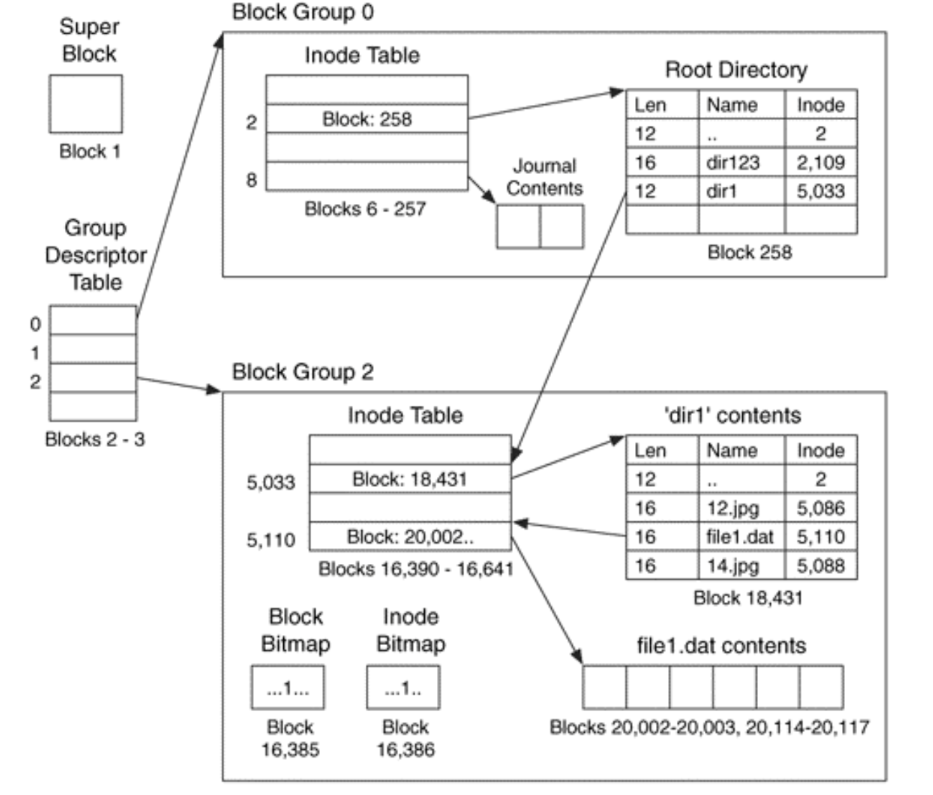 Super
Block
Block 1
Group
Descriptor
Table
0
1
2
Blocks 2 - 3
Block Group 0
Inode Table
2 Block: 258
8
Blocks 6 - 257
Journal
Contents
Root Directory
Len Name Inode
12 .. 2
16 dir123 2,109
12 dir1 5,033
Block 258
Block Group 2
Inode Table
5,033 Block: 18,431
5,110 Block: 20,002..
Blocks 16,390 - 16,641
'dir1' contents
Len Name Inode
12 .. 2
16 12.jpg 5,086
16 file1.dat 5,110
16 14.jpg 5,088
Block 18,431
Block
Bitmap
...1...
Block
16,385
Inode
Bitmap
...1..
Block
16,386
file1.dat contents
Blocks 20,002-20,003, 20,114-20,117